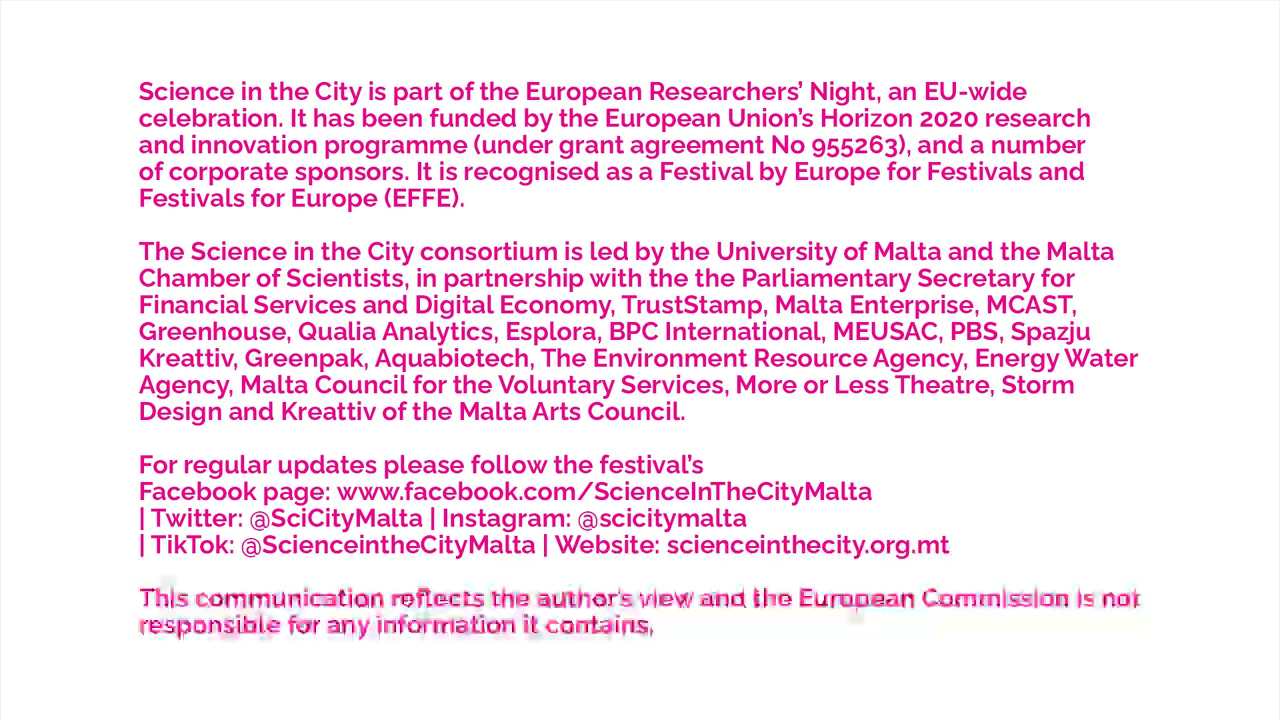 Science in the City is part of the European Researchers’ Night, an EU-wide
celebration. It has been funded by the European Union’s Horizon 2020 research
and innovation programme (under grant agreement No 955263), and a number
of corporate sponsors. It is recognised as a Festival by Europe for Festivals and
Festivals for Europe (EFFE).
The Science in the City consortium is led by the University of Malta and the Malta
Chamber of Scientists, in partnership with the the Parliamentary Secretary for
Financial Services and Digital Economy, TrustStamp, Malta Enterprise, MCAST,
Greenhouse, Qualia Analytics, Esplora, BPC International, MEUSAC, PBS, Spazju
Kreattiv, Greenpak, Aquabiotech, The Environment Resource Agency, Energy Water
Agency, Malta Council for the Voluntary Services, More or Less Theatre, Storm
Design and Kreattiv of the Malta Arts Council.
For regular updates please follow the festival’s
Facebook page: www.facebook.com/ScienceInTheCityMalta
| Twitter: @SciCityMalta | Instagram: @scicitymalta
| TikTok: @ScienceintheCityMalta | Website: scienceinthecity.org.mt
This communication reflects the author's view and the European Commission is not
responsible for any information it contains.